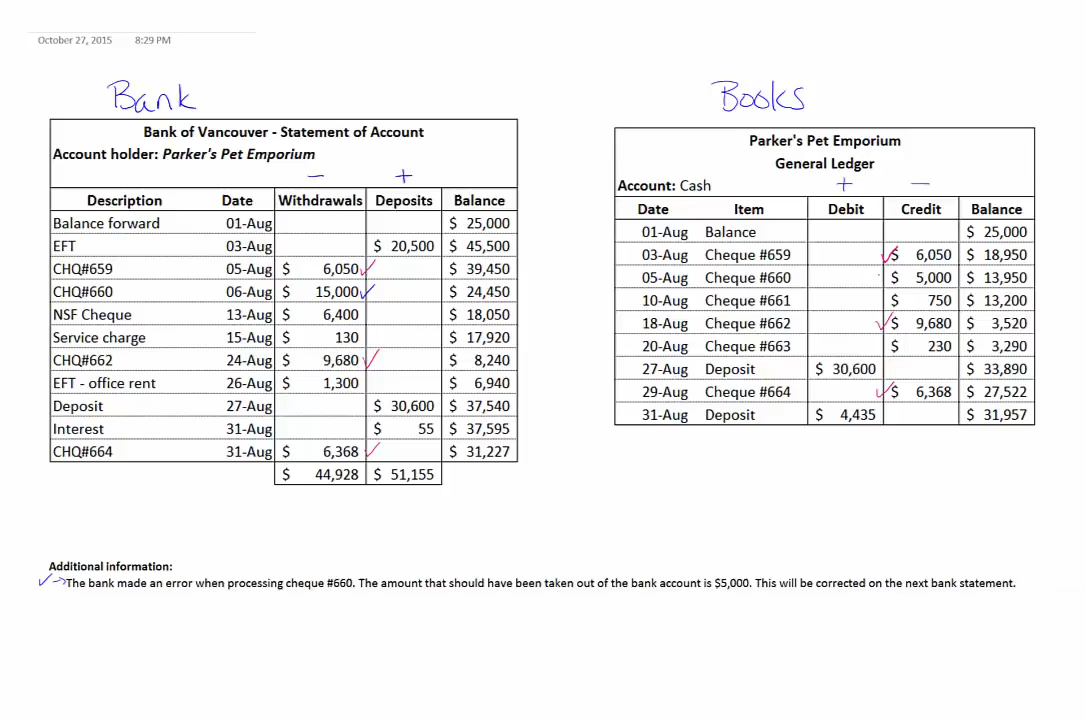 October 27, 2015 8:29 PM
Bank
Books
Bank of Vancouver - Statement of Account
Account holder: Parker's Pet Emporium
− +
Description Date Withdrawals Deposits Balance
Balance forward 01-Aug $ 25,000
EFT 03-Aug $ 20,500 $ 45,500
CHQ#659 05-Aug $ 6,050 ✓ $ 39,450
CHQ#660 06-Aug $ 15,000 ✓ $ 24,450
NSF Cheque 13-Aug $ 6,400 $ 18,050
Service charge 15-Aug $ 130 $ 17,920
CHQ#662 24-Aug $ 9,680 ✓ $ 8,240
EFT - office rent 26-Aug $ 1,300 $ 6,940
Deposit 27-Aug $ 30,600 $ 37,540
Interest 31-Aug $ 55 $ 37,595
CHQ#664 31-Aug $ 6,368 ✓ $ 31,227
$ 44,928 $ 51,155
Parker's Pet Emporium
General Ledger
Account: Cash + −
Date Item Debit Credit Balance
01-Aug Balance $ 25,000
03-Aug Cheque #659 ✓ $ 6,050 $ 18,950
05-Aug Cheque #660 $ 5,000 $ 13,950
10-Aug Cheque #661 $ 750 $ 13,200
18-Aug Cheque #662 ✓ $ 9,680 $ 3,520
20-Aug Cheque #663 $ 230 $ 3,290
27-Aug Deposit $ 30,600 $ 33,890
29-Aug Cheque #664 ✓ $ 6,368 $ 27,522
31-Aug Deposit $ 4,435 $ 31,957
Additional information:
✓ → The bank made an error when processing cheque #660. The amount that should have been taken out of the bank account is $5,000. This will be corrected on the next bank statement.